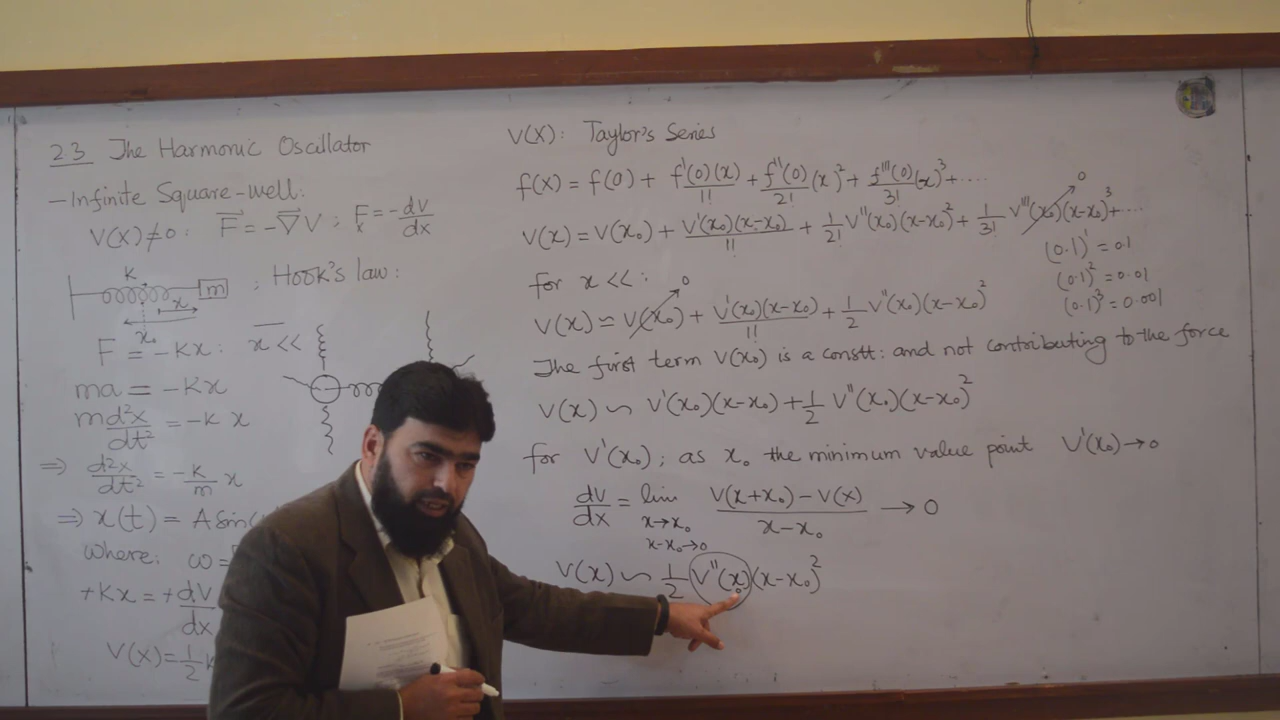 2.3 The Harmonic Oscillator
– Infinite Square-well:
V(x) ≠ 0 : F⃗ = −∇⃗V ; Fₓ = −dV/dx
K
m
x
x₀
; Hook's law :
F = −Kx : x <<
ma = −Kx
m d²x/dt² = −K x
⇒ d²x/dt² = −K/m x
⇒ x(t) = A Sin(
Where: ω =
+Kx = + dV/dx
V(x) = 1/2 K
V(x) : Taylor's Series
f(x) = f(0) + f'(0)(x)/1! + f''(0)/2! (x)² + f'''(0)/3! (x)³ + ....
V(x) = V(x₀) + V'(x₀)(x−x₀)/1! + 1/2! V''(x₀)(x−x₀)² + 1/3! V'''(x₀)(x−x₀)³ + ....
0
(0.1)¹ = 0.1
(0.1)² = 0.01
(0.1)³ = 0.001
for x << :
0
V(x) ≃ V(x₀) + V'(x₀)(x−x₀)/1! + 1/2 V''(x₀)(x−x₀)²
The first term V(x₀) is a constt: and not contributing to the force
V(x) ∽ V'(x₀)(x−x₀) + 1/2 V''(x₀)(x−x₀)²
for V'(x₀) ; as x₀ the minimum value point V'(x₀) → 0
dV/dx = lim x→x₀ x−x₀→0 V(x+x₀) − V(x)/x−x₀ → 0
V(x) ∽ 1/2 V''(x₀)(x−x₀)²